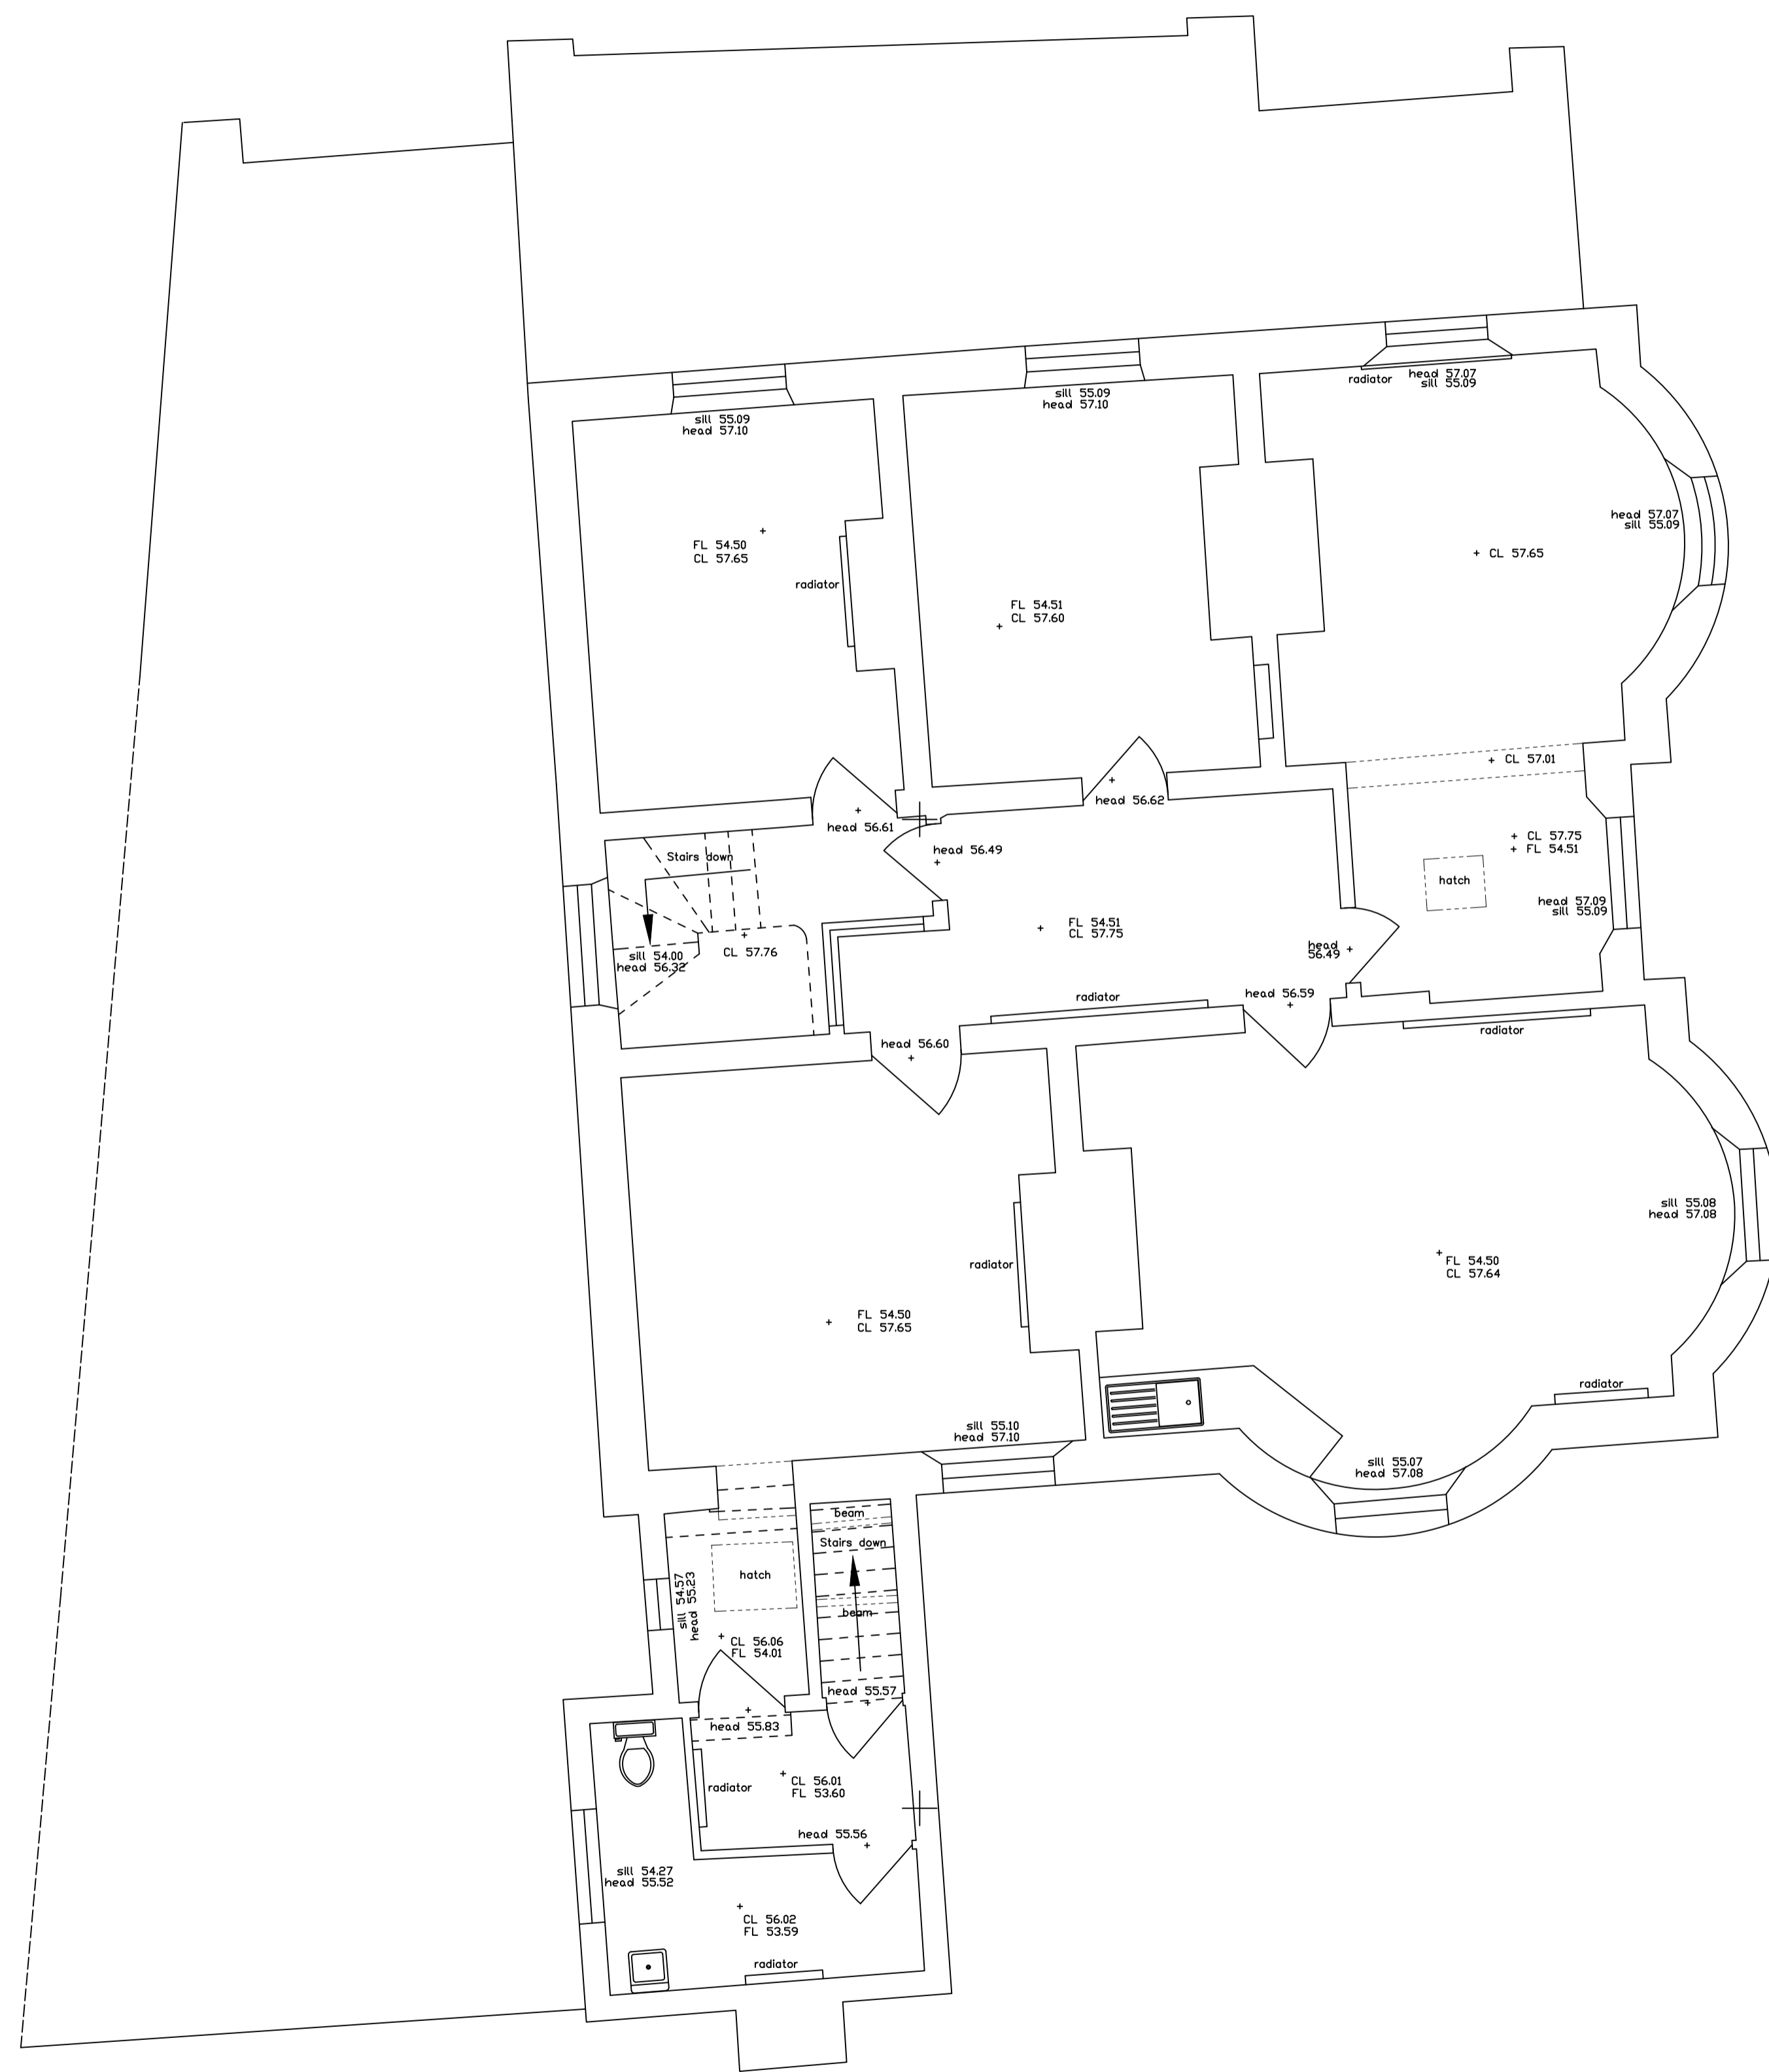 radiator
head 57.07
sill 55.09
sill 55.09
head 57.10
sill 55.09
head 57.10
head 57.07
sill 55.09
FL 54.50
CL 57.65
CL 57.65
radiator
FL 54.51
CL 57.60
CL 57.01
head 56.62
head 56.61
CL 57.75
FL 54.51
head 56.49
Stairs down
hatch
head 57.09
sill 55.09
FL 54.51
CL 57.75
head
56.49
CL 57.76
sill 54.00
head 56.32
head 56.59
radiator
radiator
head 56.60
sill 55.08
head 57.08
FL 54.50
CL 57.64
radiator
FL 54.50
CL 57.65
radiator
sill 55.10
head 57.10
sill 55.07
head 57.08
beam
Stairs down
hatch
sill 54.57
head 55.23
beam
CL 56.06
FL 54.01
head 55.57
head 55.83
CL 56.01
FL 53.60
radiator
head 55.56
sill 54.27
head 55.52
CL 56.02
FL 53.59
radiator